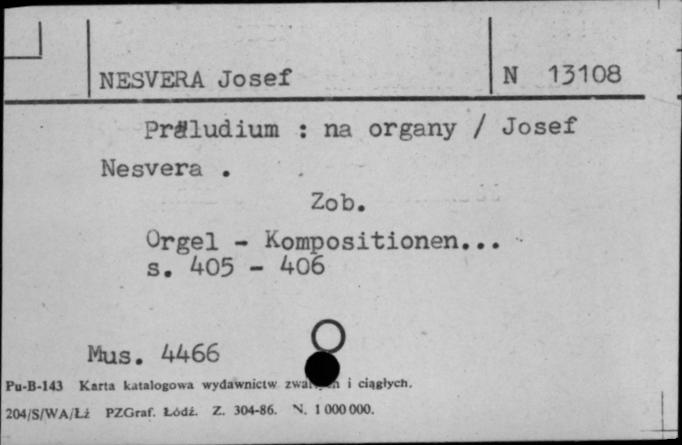 NESVERA Josef
N 13108
Präludium : na organy / Josef
Nesvera .
Zob.
Orgel - Kompositionen...
s. 405 - 406
Mus. 4466
Pu-B-143 Karta katalogowa wydawnictw i ciągłych.
204/S/WA/Łż PZGraf. Łódź. Z. 304-86. N. 1 000 000.